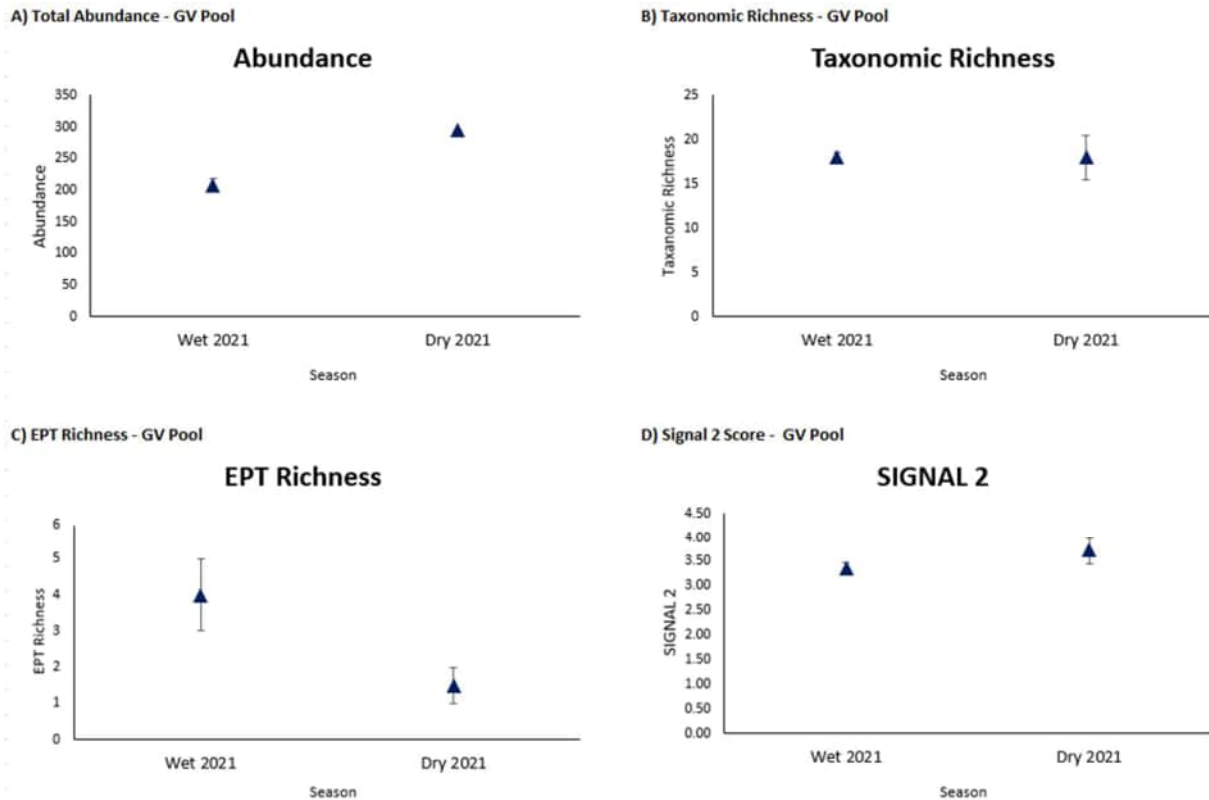 A) Total Abundance - GV Pool
Abundance
350
300
250
200
150
100
50
0
Abundance
Wet 2021 Dry 2021
Season
B) Taxonomic Richness - GV Pool
Taxonomic Richness
25
20
15
10
5
0
Taxanomic Richness
Wet 2021 Dry 2021
Season
C) EPT Richness - GV Pool
EPT Richness
6
5
4
3
2
1
0
EPT Richness
Wet 2021 Dry 2021
Season
D) Signal 2 Score - GV Pool
SIGNAL 2
4.50
4.00
3.50
3.00
2.50
2.00
1.50
1.00
0.50
0.00
SIGNAL 2
Wet 2021 Dry 2021
Season